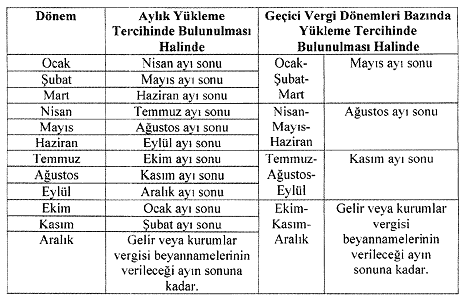 Dönem
Aylık Yükleme
Tercihinde Bulunulması
Halinde
Geçici Vergi Dönemleri Bazında
Yükleme Tercihinde
Bulunulması Halinde
Ocak
Nisan ayı sonu
Şubat
Mayıs ayı sonu
Mart
Haziran ayı sonu
Ocak-
Şubat-
Mart
Mayıs ayı sonu
Nisan
Temmuz ayı sonu
Mayıs
Ağustos ayı sonu
Haziran
Eylül ayı sonu
Nisan-
Mayıs-
Haziran
Ağustos ayı sonu
Temmuz
Ekim ayı sonu
Ağustos
Kasım ayı sonu
Eylül
Aralık ayı sonu
Temmuz-
Ağustos-
Eylül
Kasım ayı sonu
Ekim
Ocak ayı sonu
Kasım
Şubat ayı sonu
Aralık
Gelir veya kurumlar
vergisi beyannamelerinin
verileceği ayın sonuna
kadar.
Ekim-
Kasım-
Aralık
Gelir veya kurumlar
vergisi
beyannamelerinin
verileceği ayın
sonuna kadar.